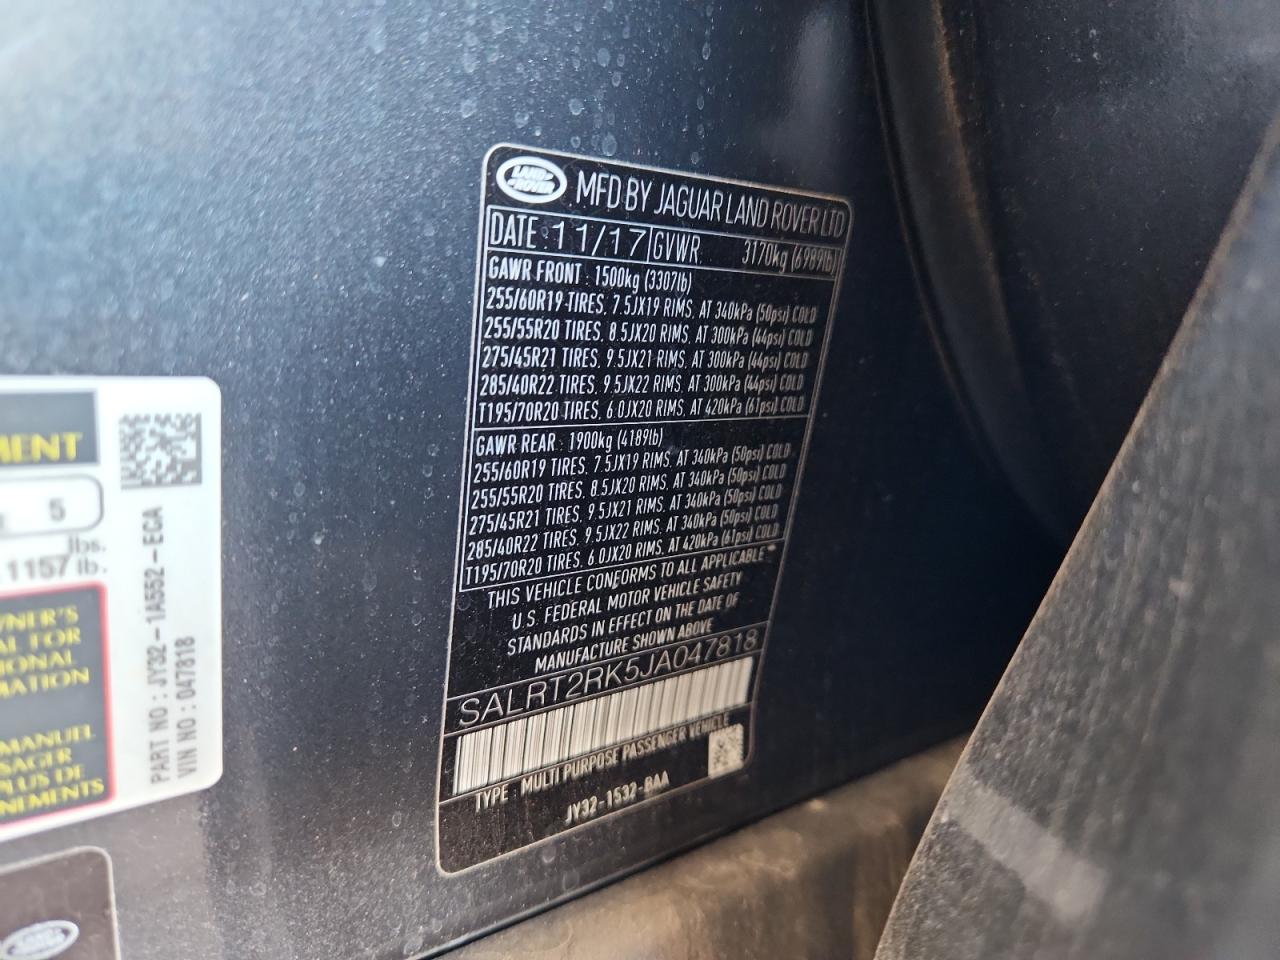 LAND
ROVER
MFD BY JAGUAR LAND ROVER LTD
DATE: 11/17 GVWR 3170kg (6989lb)
GAWR FRONT : 1500kg (3307lb)
255/60R19 TIRES, 7.5JX19 RIMS, AT 340kPa (50psi) COLD
255/55R20 TIRES, 8.5JX20 RIMS, AT 300kPa (44psi) COLD
275/45R21 TIRES, 9.5JX21 RIMS, AT 300kPa (44psi) COLD
285/40R22 TIRES, 9.5JX22 RIMS, AT 300kPa (44psi) COLD
T195/70R20 TIRES, 6.0JX20 RIMS, AT 420kPa (61psi) COLD
GAWR REAR : 1900kg (4189lb)
255/60R19 TIRES, 7.5JX19 RIMS, AT 340kPa (50psi) COLD
255/55R20 TIRES, 8.5JX20 RIMS, AT 340kPa (50psi) COLD
275/45R21 TIRES, 9.5JX21 RIMS, AT 340kPa (50psi) COLD
285/40R22 TIRES, 9.5JX22 RIMS, AT 340kPa (50psi) COLD
T195/70R20 TIRES, 6.0JX20 RIMS, AT 420kPa (61psi) COLD
THIS VEHICLE CONFORMS TO ALL APPLICABLE
U.S. FEDERAL MOTOR VEHICLE SAFETY
STANDARDS IN EFFECT ON THE DATE OF
MANUFACTURE SHOWN ABOVE
SALRT2RK5JA047818
TYPE : MULTI PURPOSE PASSENGER VEHICLE
JY32-1532-BAA
MENT
5
lbs.
1157 lb.
WNER'S
AL FOR
IONAL
MATION
MANUEL
SAGER
PLUS DE
NEMENTS
PART NO : JY32-1A552-ECA
VIN NO : 047818
LAND
ROVER